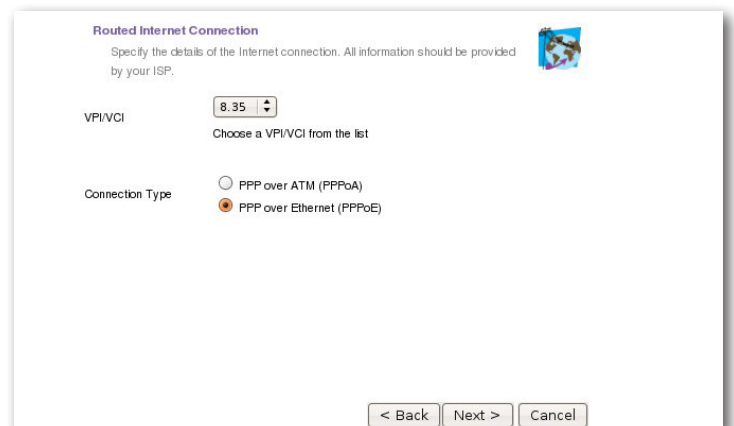 Routed Internet Connection
Specify the details of the Internet connection. All information should be provided
by your ISP.
VPI/VCI
8.35
Choose a VPI/VCI from the list
Connection Type
PPP over ATM (PPPoA)
PPP over Ethernet (PPPoE)
< Back Next > Cancel